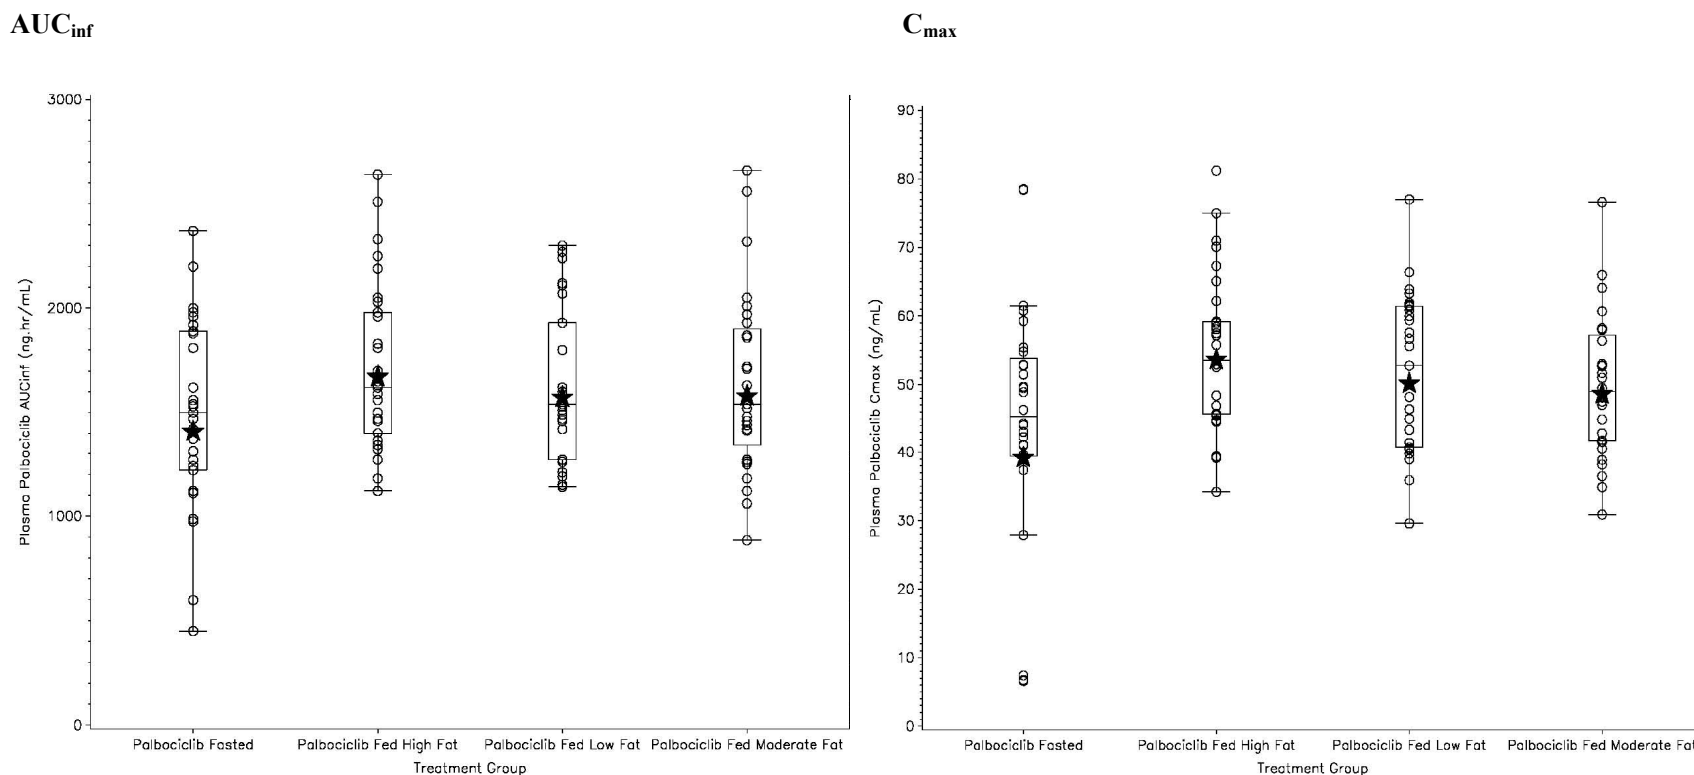 AUCinf
Cmax
3000
2000
1000
0
Plasma Palbociclib AUCinf (ng.hr/mL)
Palbociclib Fasted
Palbociclib Fed High Fat
Palbociclib Fed Low Fat
Palbociclib Fed Moderate Fat
Treatment Group
90
80
70
60
50
40
30
20
10
0
Plasma Palbociclib Cmax (ng/mL)
Palbociclib Fasted
Palbociclib Fed High Fat
Palbociclib Fed Low Fat
Palbociclib Fed Moderate Fat
Treatment Group